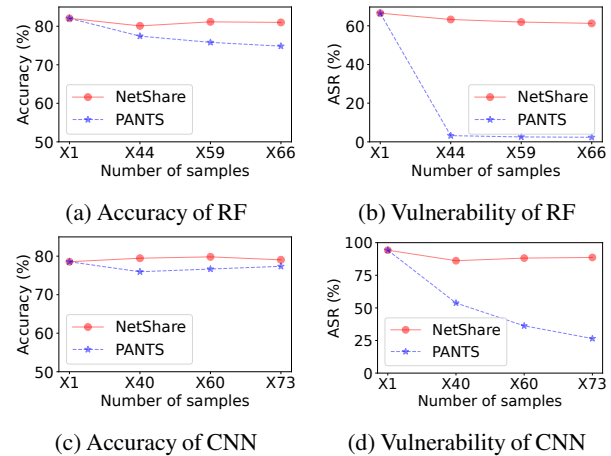 Accuracy (%)
80
70
60
50
NetShare
PANTS
X1 X44 X59 X66
Number of samples
(a) Accuracy of RF
ASR (%)
80
60
40
20
0
NetShare
PANTS
X1 X44 X59 X66
Number of samples
(b) Vulnerability of RF
Accuracy (%)
80
70
60
50
NetShare
PANTS
X1 X40 X60 X73
Number of samples
(c) Accuracy of CNN
ASR (%)
100
75
50
25
0
NetShare
PANTS
X1 X40 X60 X73
Number of samples
(d) Vulnerability of CNN